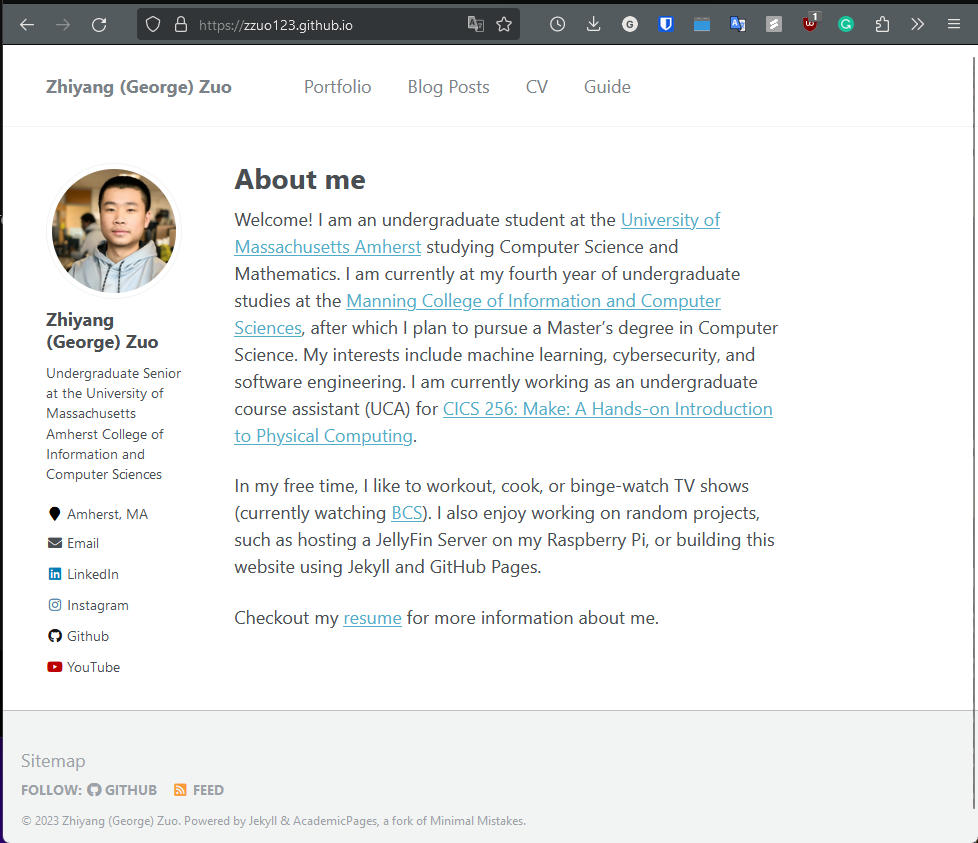 https://zzuo123.github.io
1
Zhiyang (George) Zuo
Portfolio
Blog Posts
CV
Guide
About me
Welcome! I am an undergraduate student at the University of
Massachusetts Amherst studying Computer Science and
Mathematics. I am currently at my fourth year of undergraduate
studies at the Manning College of Information and Computer
Sciences, after which I plan to pursue a Master’s degree in Computer
Science. My interests include machine learning, cybersecurity, and
software engineering. I am currently working as an undergraduate
course assistant (UCA) for CICS 256: Make: A Hands-on Introduction
to Physical Computing.
In my free time, I like to workout, cook, or binge-watch TV shows
(currently watching BCS). I also enjoy working on random projects,
such as hosting a JellyFin Server on my Raspberry Pi, or building this
website using Jekyll and GitHub Pages.
Checkout my resume for more information about me.
Zhiyang
(George) Zuo
Undergraduate Senior
at the University of
Massachusetts
Amherst College of
Information and
Computer Sciences
Amherst, MA
Email
LinkedIn
Instagram
Github
YouTube
Sitemap
FOLLOW: GITHUB FEED
© 2023 Zhiyang (George) Zuo. Powered by Jekyll & AcademicPages, a fork of Minimal Mistakes.